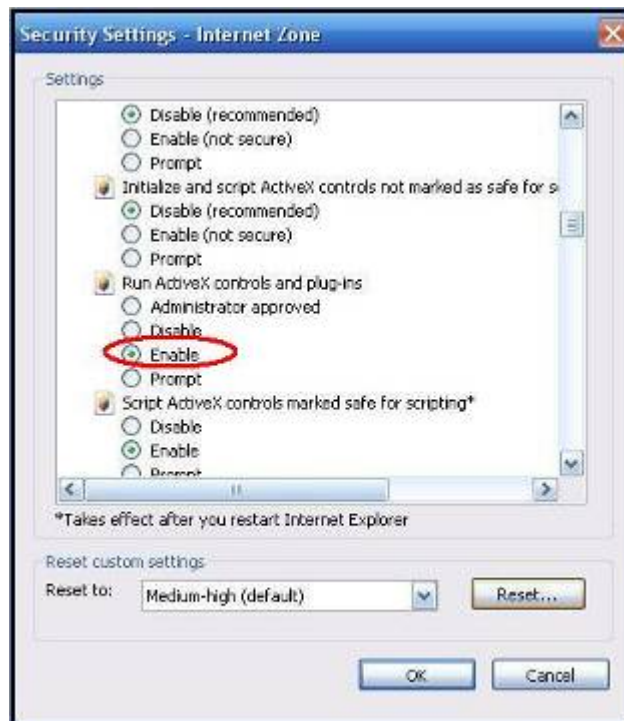 Security Settings - Internet Zone
Settings
Disable (recommended)
Enable (not secure)
Prompt
Initialize and script ActiveX controls not marked as safe for s
Disable (recommended)
Enable (not secure)
Prompt
Run ActiveX controls and plug-ins
Administrator approved
Disable
Enable
Prompt
Script ActiveX controls marked safe for scripting*
Disable
Enable
Prompt
*Takes effect after you restart Internet Explorer
Reset custom settings
Reset to: Medium-high (default) Reset...
OK Cancel